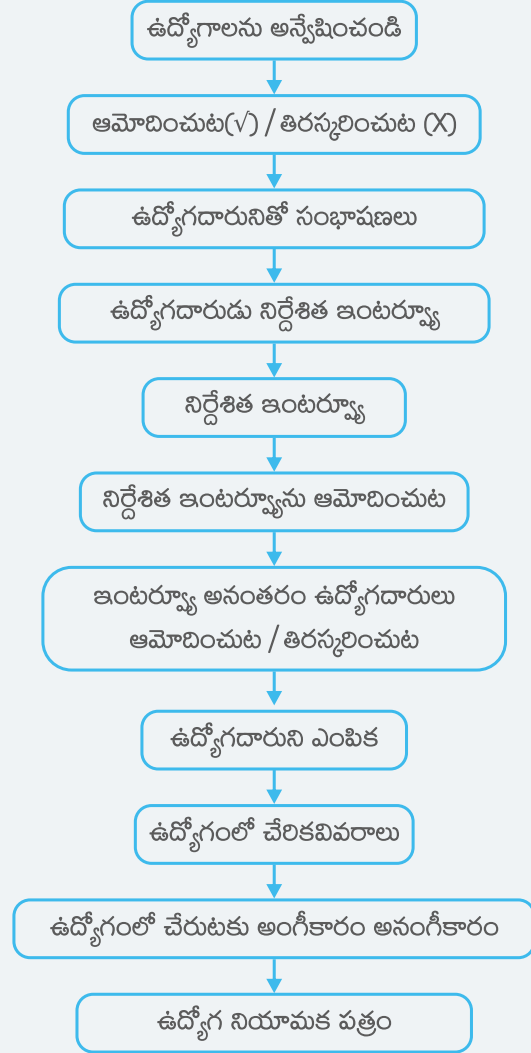 ఉద్యోగాలను అన్వేషించండి
ఆమోదించుట(√) / తిరస్కరించుట (X)
ఉద్యోగదారునితో సంభాషణలు
ఉద్యోగదారుడు నిర్దేశిత ఇంటర్వ్యూ
నిర్దేశిత ఇంటర్వ్యూ
నిర్దేశిత ఇంటర్వ్యూను ఆమోదించుట
ఇంటర్వ్యూ అనంతరం ఉద్యోగదారులు
ఆమోదించుట / తిరస్కరించుట
ఉద్యోగదారుని ఎంపిక
ఉద్యోగంలో చేరికవివరాలు
ఉద్యోగంలో చేరుటకు అంగీకారం అనంగీకారం
ఉద్యోగ నియామక పత్రం